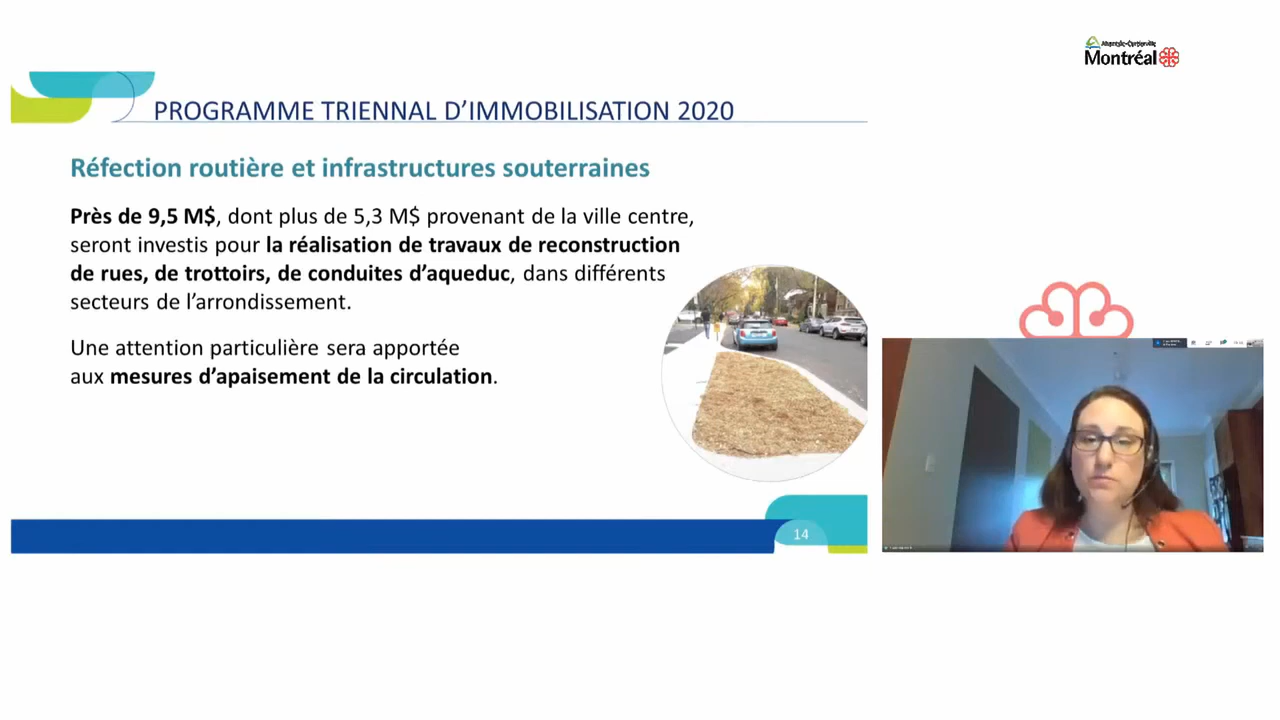 Ahuntsic-Cartierville
Montréal
PROGRAMME TRIENNAL D'IMMOBILISATION 2020
Réfection routière et infrastructures souterraines
Près de 9,5 M$, dont plus de 5,3 M$ provenant de la ville centre,
seront investis pour la réalisation de travaux de reconstruction
de rues, de trottoirs, de conduites d'aqueduc, dans différents
secteurs de l'arrondissement.
Une attention particulière sera apportée
aux mesures d'apaisement de la circulation.
14